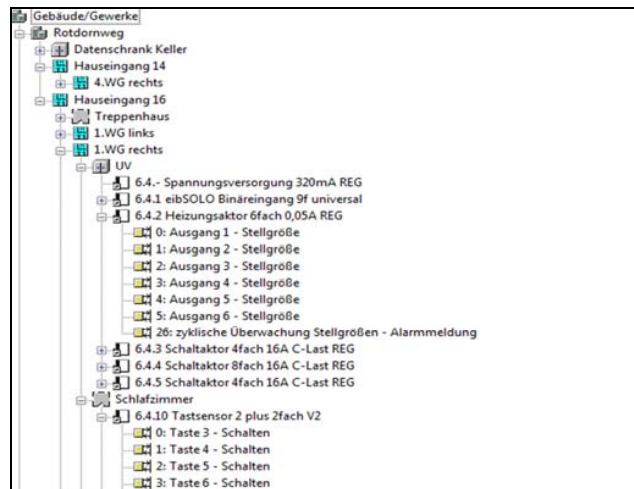 Gebäude/Gewerke
Rotdornweg
Datenschrank Keller
Hauseingang 14
4.WG rechts
Hauseingang 16
Treppenhaus
1.WG links
1.WG rechts
UV
6.4.- Spannungsversorgung 320mA REG
6.4.1 eibSOLO Binäreingang 9f universal
6.4.2 Heizungsaktor 6fach 0,05A REG
0: Ausgang 1 - Stellgröße
1: Ausgang 2 - Stellgröße
2: Ausgang 3 - Stellgröße
3: Ausgang 4 - Stellgröße
4: Ausgang 5 - Stellgröße
5: Ausgang 6 - Stellgröße
26: zyklische Überwachung Stellgrößen - Alarmmeldung
6.4.3 Schaltaktor 4fach 16A C-Last REG
6.4.4 Schaltaktor 8fach 16A C-Last REG
6.4.5 Schaltaktor 4fach 16A C-Last REG
Schlafzimmer
6.4.10 Tastsensor 2 plus 2fach V2
0: Taste 3 - Schalten
1: Taste 4 - Schalten
2: Taste 5 - Schalten
3: Taste 6 - Schalten